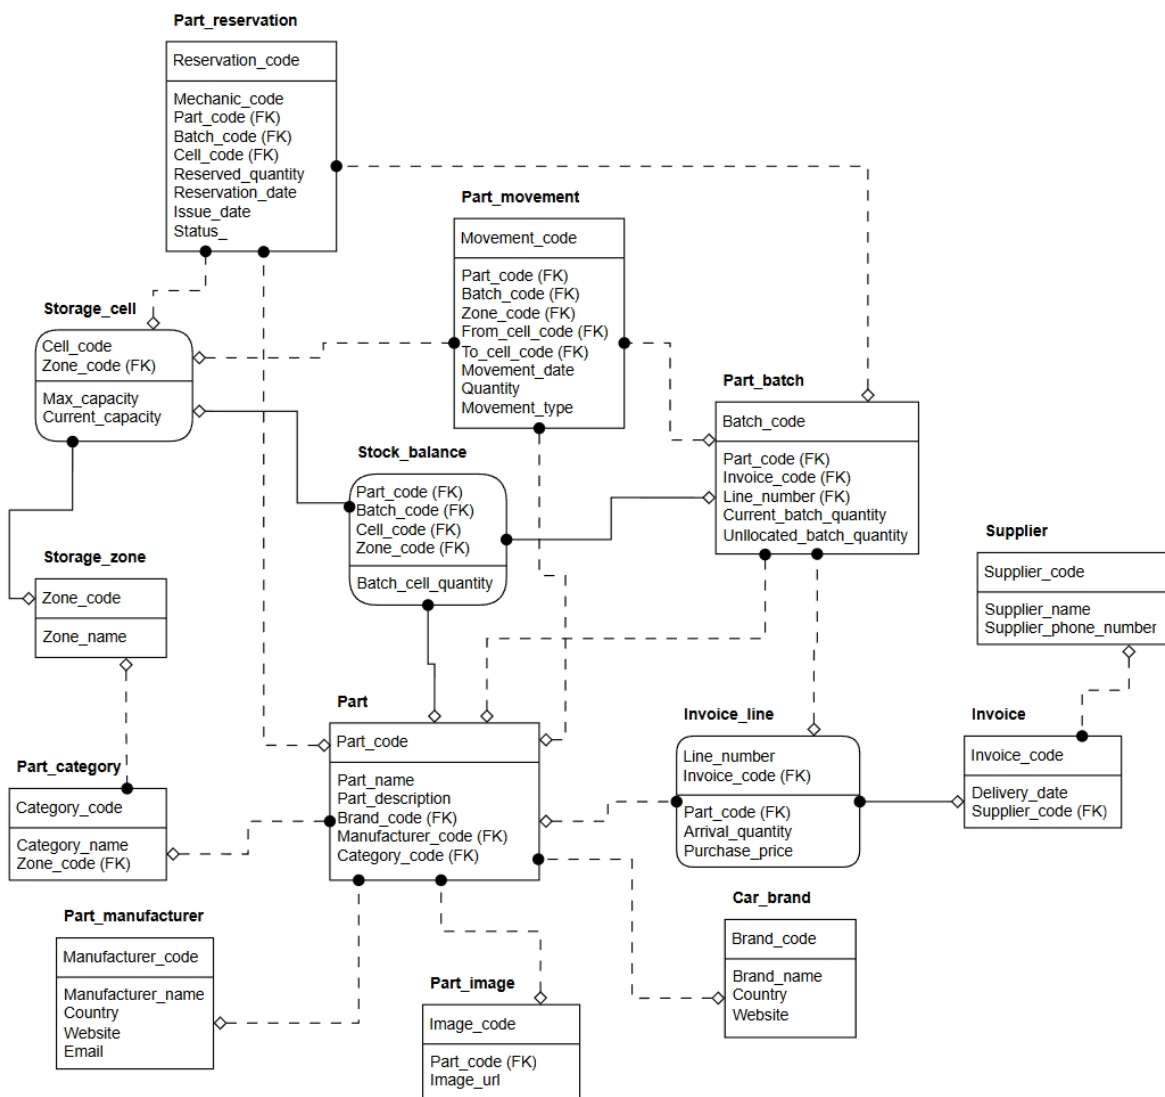 Part_reservation
Reservation_code
Mechanic_code
Part_code (FK)
Batch_code (FK)
Cell_code (FK)
Reserved_quantity
Reservation_date
Issue_date
Status_
Part_movement
Movement_code
Part_code (FK)
Batch_code (FK)
Zone_code (FK)
From_cell_code (FK)
To_cell_code (FK)
Movement_date
Quantity
Movement_type
Storage_cell
Cell_code
Zone_code (FK)
Max_capacity
Current_capacity
Part_batch
Batch_code
Part_code (FK)
Invoice_code (FK)
Line_number (FK)
Current_batch_quantity
Unllocated_batch_quantity
Stock_balance
Part_code (FK)
Batch_code (FK)
Cell_code (FK)
Zone_code (FK)
Batch_cell_quantity
Supplier
Supplier_code
Supplier_name
Supplier_phone_number
Storage_zone
Zone_code
Zone_name
Part
Part_code
Part_name
Part_description
Brand_code (FK)
Manufacturer_code (FK)
Category_code (FK)
Invoice_line
Line_number
Invoice_code (FK)
Part_code (FK)
Arrival_quantity
Purchase_price
Invoice
Invoice_code
Delivery_date
Supplier_code (FK)
Part_category
Category_code
Category_name
Zone_code (FK)
Part_manufacturer
Manufacturer_code
Manufacturer_name
Country
Website
Email
Part_image
Image_code
Part_code (FK)
Image_url
Car_brand
Brand_code
Brand_name
Country
Website